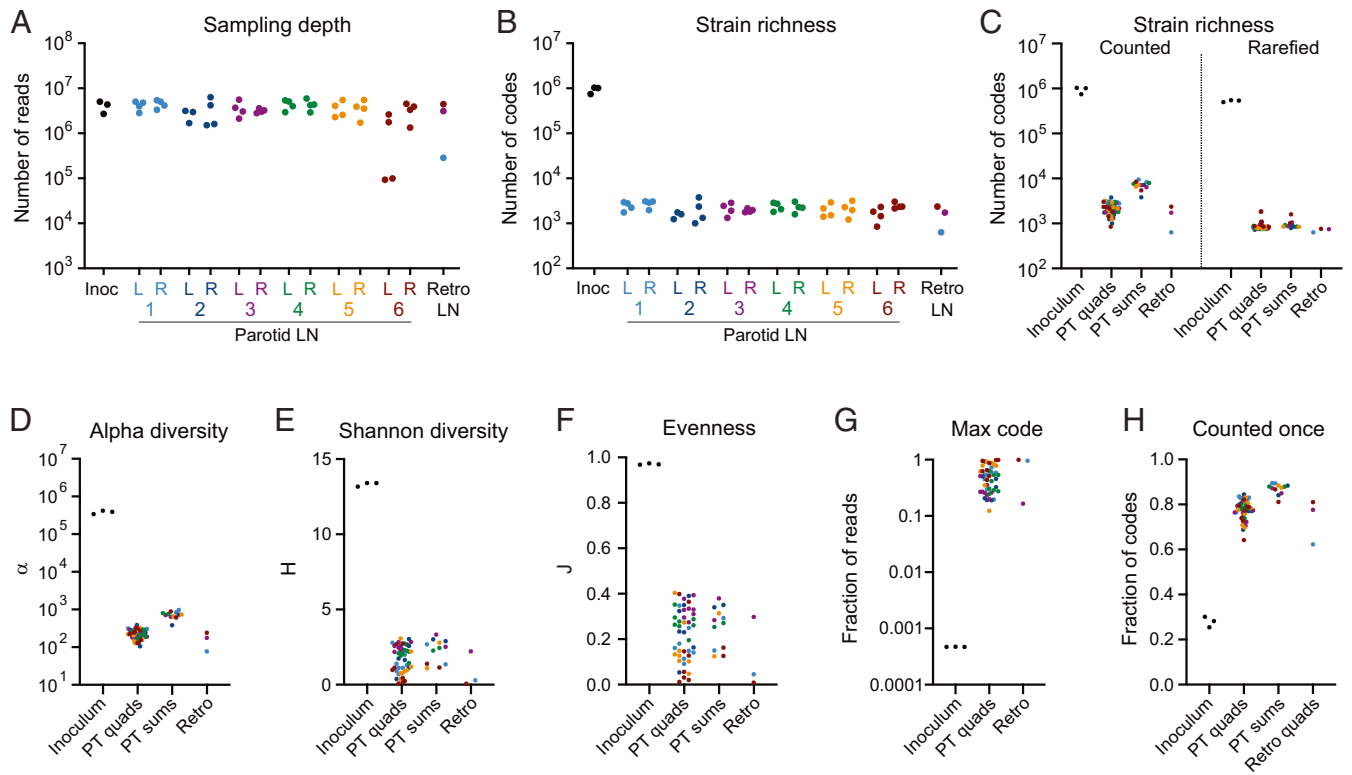 A
Sampling depth
Number of reads
10^8
10^7
10^6
10^5
10^4
10^3
Inoc
L R L R L R L R L R L R
Retro
1 2 3 4 5 6
LN
Parotid LN
B
Strain richness
Number of codes
10^7
10^6
10^5
10^4
10^3
10^2
Inoc
L R L R L R L R L R L R
Retro
1 2 3 4 5 6
LN
Parotid LN
C
Strain richness
Counted
Rarefied
Number of codes
10^7
10^6
10^5
10^4
10^3
10^2
Inoculum
PT quads
PT sums
Retro
Inoculum
PT quads
PT sums
Retro
D
Alpha diversity
α
10^7
10^6
10^5
10^4
10^3
10^2
10^1
Inoculum
PT quads
PT sums
Retro
E
Shannon diversity
H
15
10
5
0
Inoculum
PT quads
PT sums
Retro
F
Evenness
J
1.0
0.8
0.6
0.4
0.2
0.0
Inoculum
PT quads
PT sums
Retro
G
Max code
Fraction of reads
1
0.1
0.01
0.001
0.0001
Inoculum
PT quads
Retro
H
Counted once
Fraction of codes
1.0
0.8
0.6
0.4
0.2
0.0
Inoculum
PT quads
PT sums
Retro quads